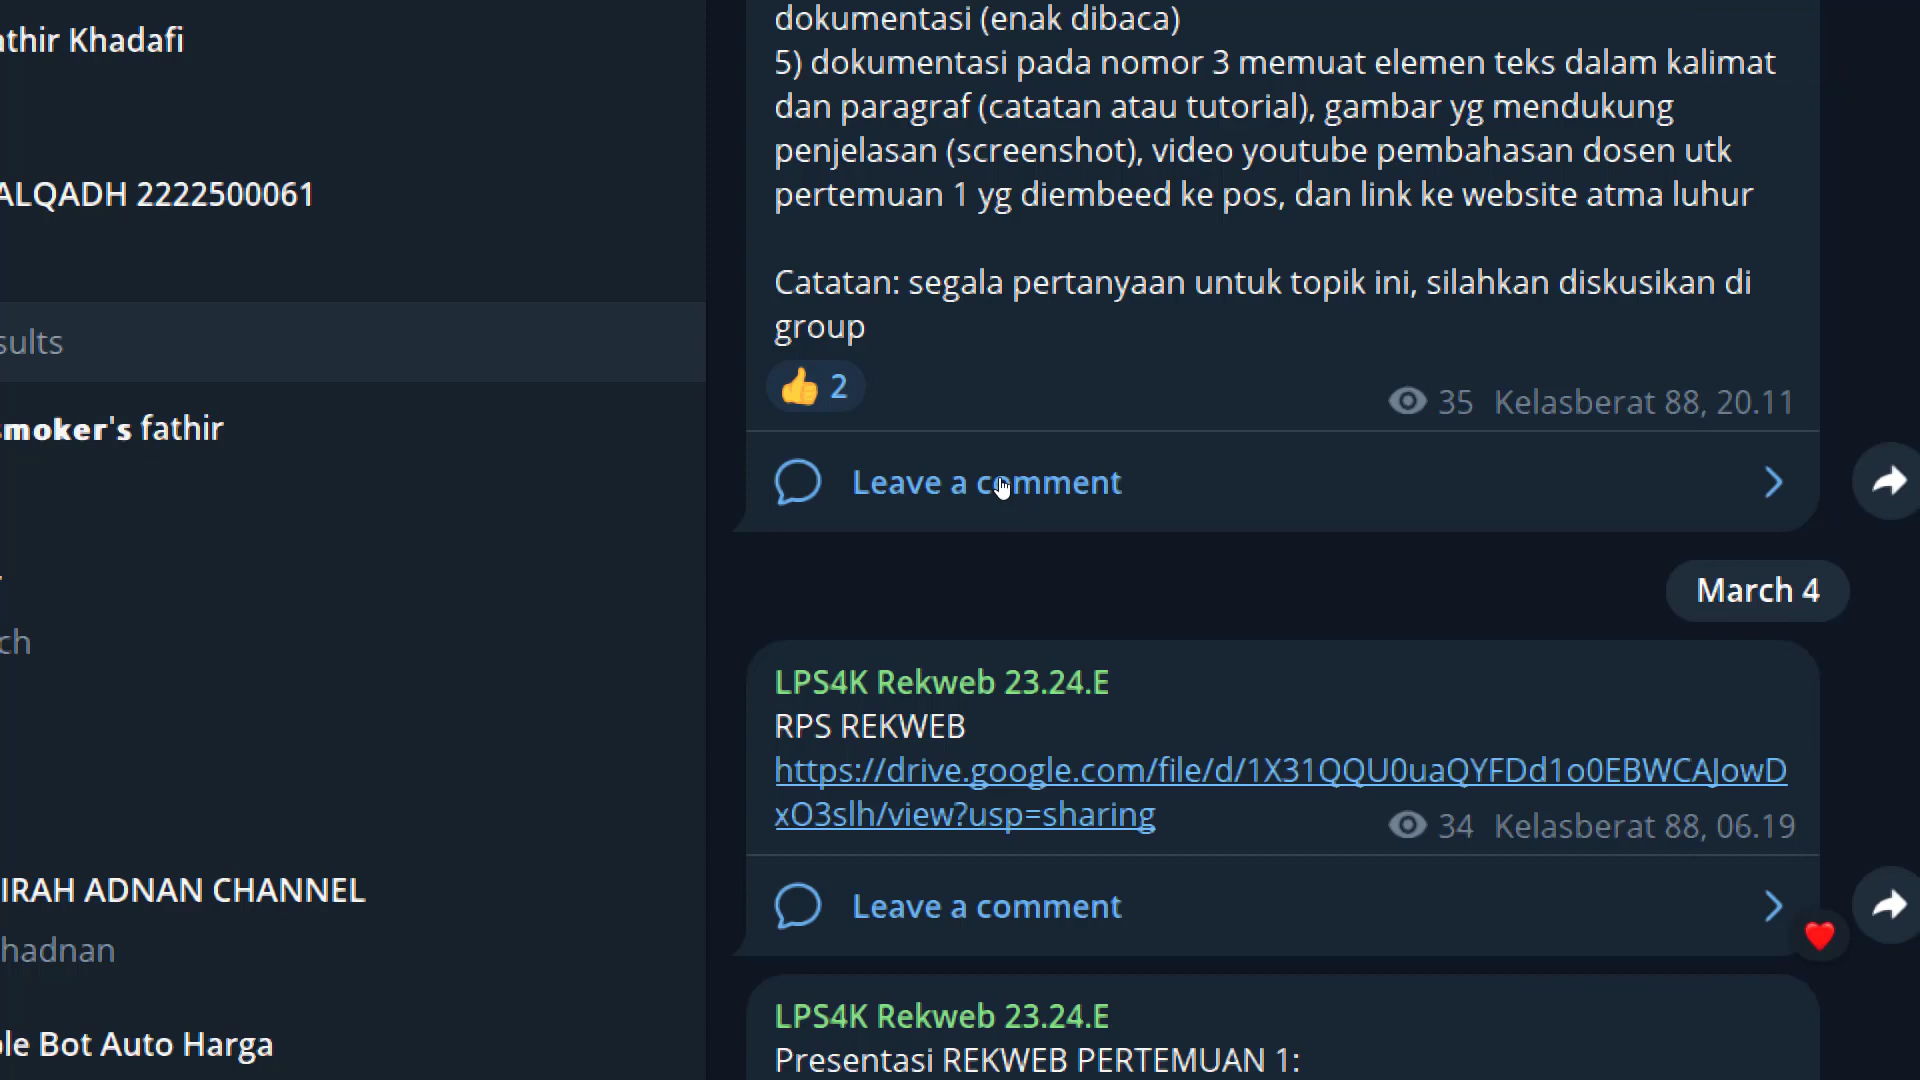 athir Khadafi
ALQADH 2222500061
sults
moker's fathir
ch
IRAH ADNAN CHANNEL
hadnan
le Bot Auto Harga
dokumentasi (enak dibaca)
5) dokumentasi pada nomor 3 memuat elemen teks dalam kalimat
dan paragraf (catatan atau tutorial), gambar yg mendukung
penjelasan (screenshot), video youtube pembahasan dosen utk
pertemuan 1 yg diembeed ke pos, dan link ke website atma luhur
Catatan: segala pertanyaan untuk topik ini, silahkan diskusikan di
group
👍 2
35 Kelasberat 88, 20.11
Leave a comment
March 4
LPS4K Rekweb 23.24.E
RPS REKWEB
https://drive.google.com/file/d/1X31QQU0uaQYFDd1o0EBWCAJowD
xO3slh/view?usp=sharing
34 Kelasberat 88, 06.19
Leave a comment
LPS4K Rekweb 23.24.E
Presentasi REKWEB PERTEMUAN 1: